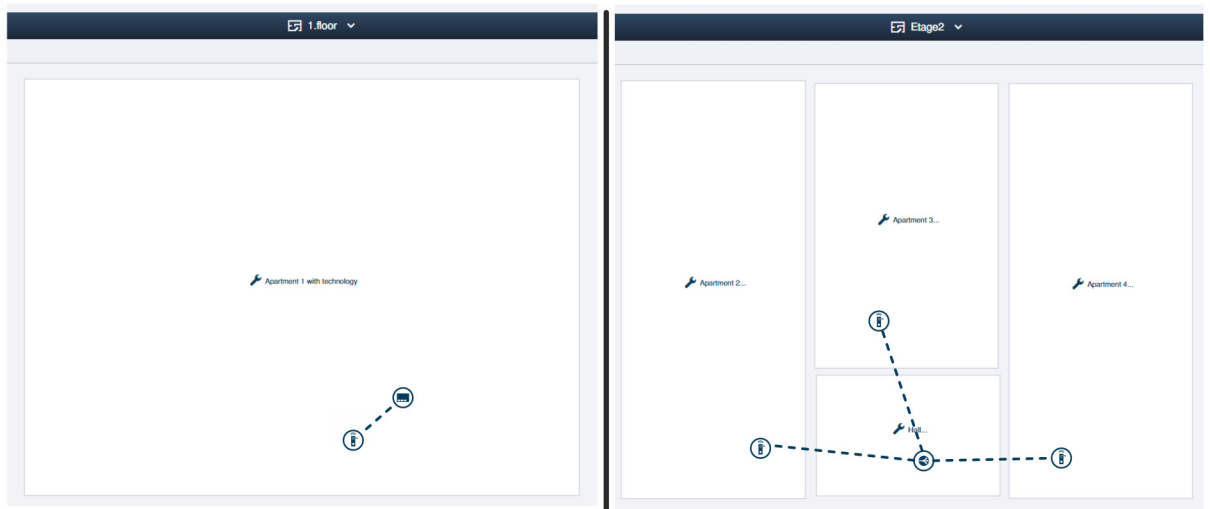 1.floor
Apartment 1 with technology
Etage2
Apartment 3...
Apartment 2...
Apartment 4...
Hall...